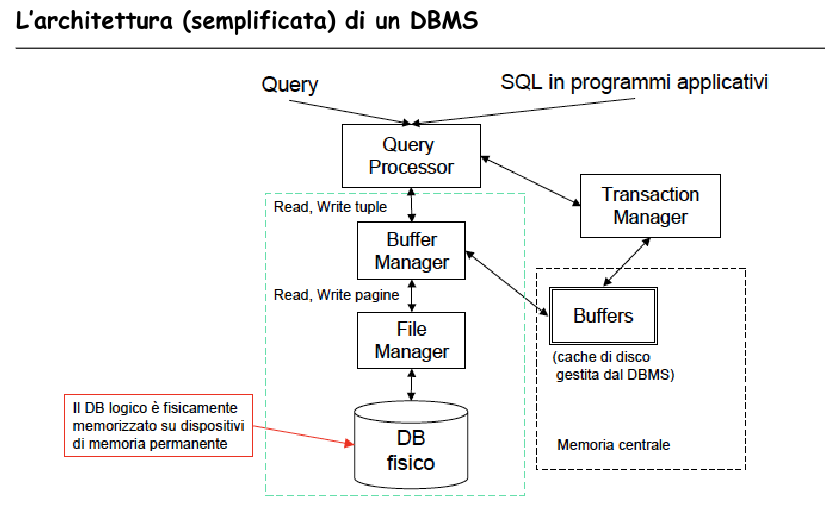 L'architettura (semplificata) di un DBMS
Query
SQL in programmi applicativi
Query
Processor
Transaction
Manager
Read, Write tuple
Buffer
Manager
Read, Write pagine
Buffers
File
Manager
(cache di disco
gestita dal DBMS)
Il DB logico è fisicamente
memorizzato su dispositivi
di memoria permanente
DB
fisico
Memoria centrale